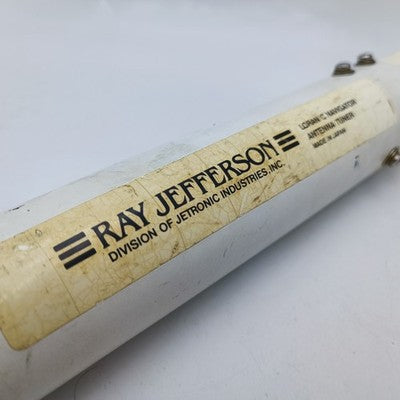 RAY JEFFERSON
DIVISION OF JETRONIC INDUSTRIES, INC.
LORAN C NAVIGATOR
ANTENNA TUNER
MADE IN JAPAN